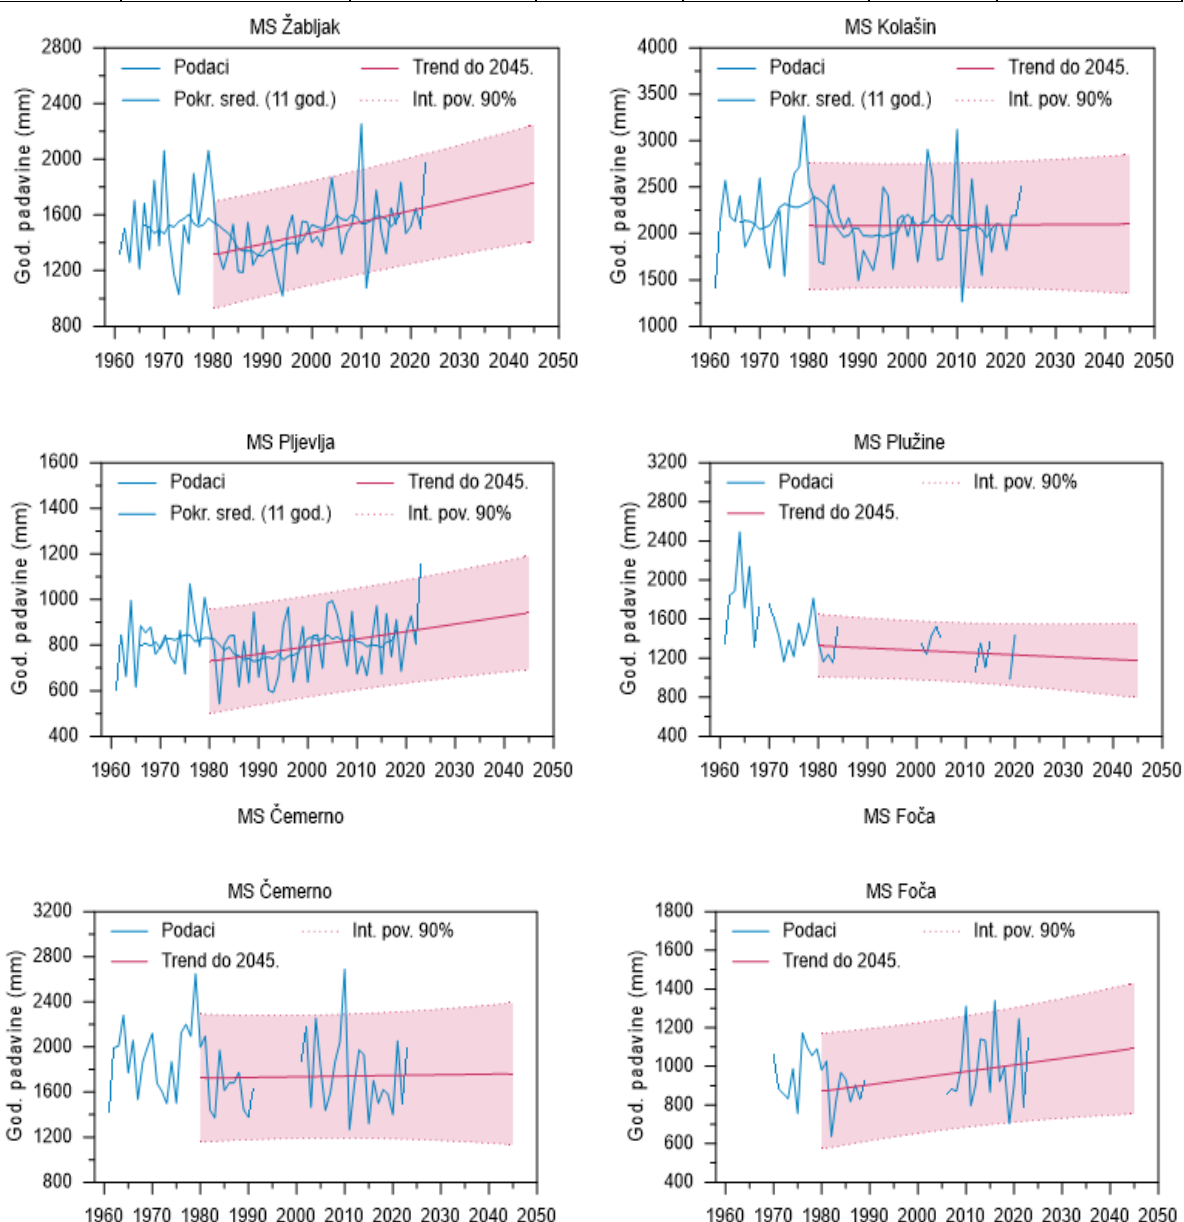 MS Žabljak
2800
2400
2000
1600
1200
800
God. padavine (mm)
Podaci
Trend do 2045.
Pokr. sred. (11 god.)
Int. pov. 90%
1960 1970 1980 1990 2000 2010 2020 2030 2040 2050
MS Kolašin
4000
3500
3000
2500
2000
1500
1000
God. padavine (mm)
Podaci
Trend do 2045.
Pokr. sred. (11 god.)
Int. pov. 90%
1960 1970 1980 1990 2000 2010 2020 2030 2040 2050
MS Pljevlja
1600
1400
1200
1000
800
600
400
God. padavine (mm)
Podaci
Trend do 2045.
Pokr. sred. (11 god.)
Int. pov. 90%
1960 1970 1980 1990 2000 2010 2020 2030 2040 2050
MS Plužine
3200
2800
2400
2000
1600
1200
800
400
God. padavine (mm)
Podaci
Int. pov. 90%
Trend do 2045.
1960 1970 1980 1990 2000 2010 2020 2030 2040 2050
MS Čemerno
MS Foča
MS Čemerno
3200
2800
2400
2000
1600
1200
800
God. padavine (mm)
Podaci
Int. pov. 90%
Trend do 2045.
1960 1970 1980 1990 2000 2010 2020 2030 2040 2050
MS Foča
1800
1600
1400
1200
1000
800
600
400
God. padavine (mm)
Podaci
Int. pov. 90%
Trend do 2045.
1960 1970 1980 1990 2000 2010 2020 2030 2040 2050